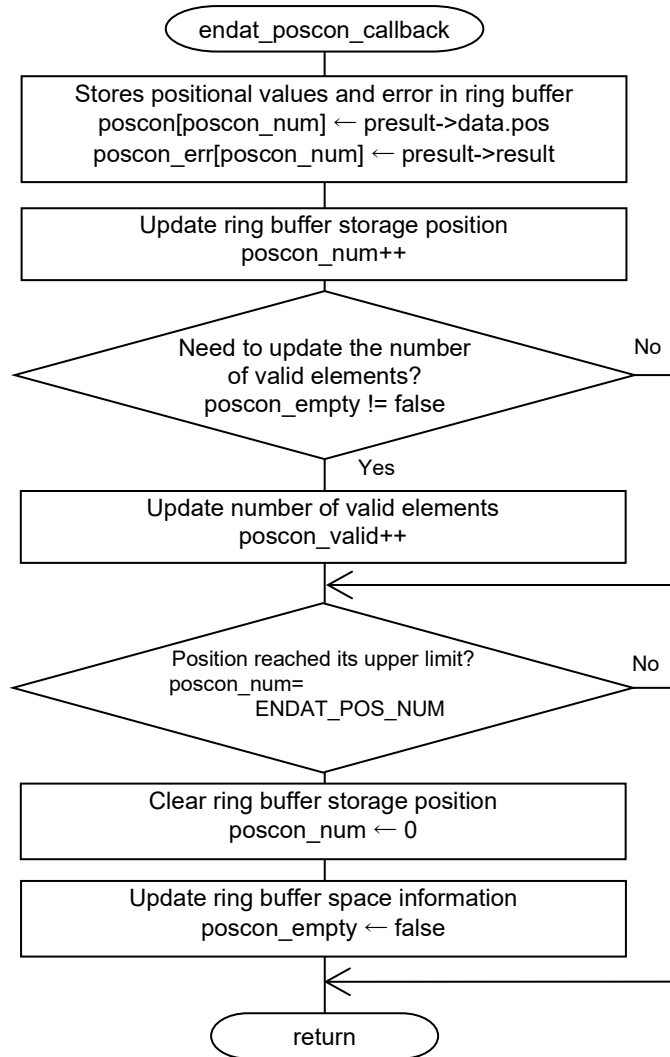 endat_poscon_callback
Stores positional values and error in ring buffer
poscon[poscon_num] ← presult->data.pos
poscon_err[poscon_num] ← presult->result
Update ring buffer storage position
poscon_num++
Need to update the number
of valid elements?
poscon_empty != false
No
Yes
Update number of valid elements
poscon_valid++
Position reached its upper limit?
poscon_num=
ENDAT_POS_NUM
No
Clear ring buffer storage position
poscon_num ← 0
Update ring buffer space information
poscon_empty ← false
return